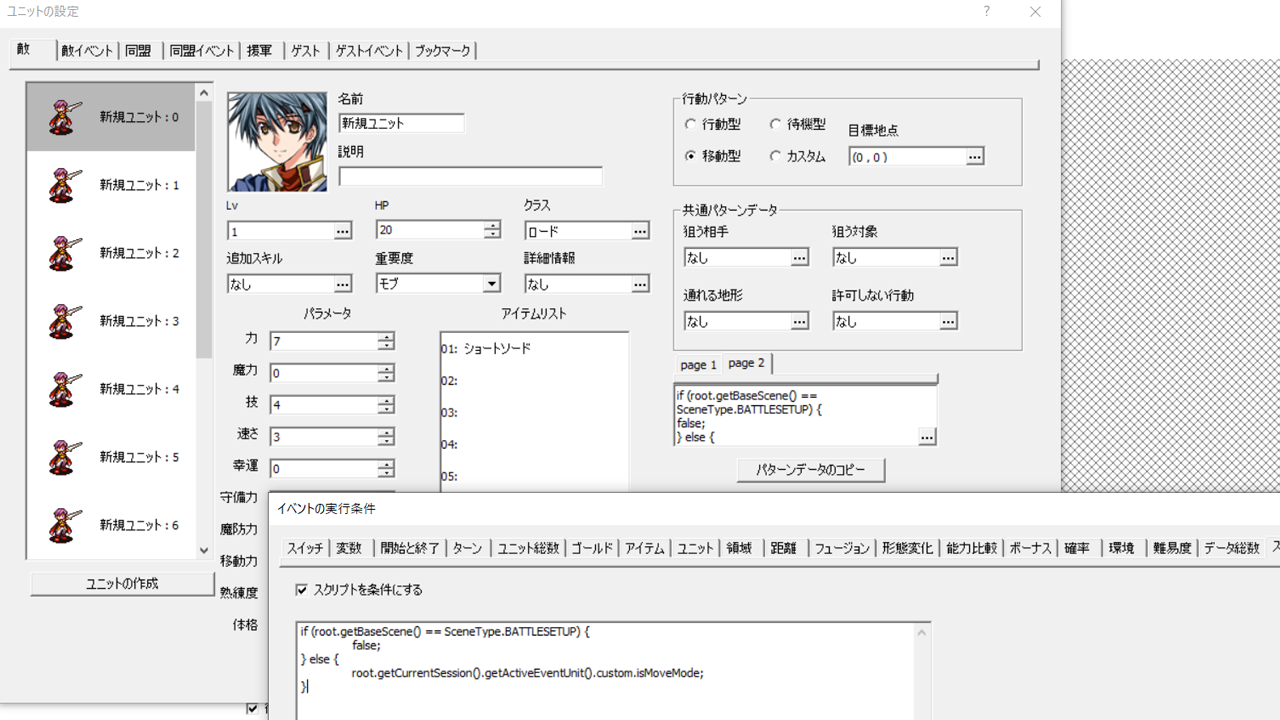 ユニットの設定
?
敵 敵イベント 同盟 同盟イベント 援軍 ゲスト ゲストイベント ブックマーク
新規ユニット:0
新規ユニット:1
新規ユニット:2
新規ユニット:3
新規ユニット:4
新規ユニット:5
新規ユニット:6
ユニットの作成
名前
新規ユニット
説明
Lv HP クラス
1 ... 20 ロード ...
追加スキル 重要度 詳細情報
なし ... モブ なし ...
パラメータ アイテムリスト
力 7
魔力 0
技 4
速さ 3
幸運 0
守備力
魔防力
移動力
熟練度
体格
01: ショートソード
02:
03:
04:
05:
行動パターン
行動型 待機型 目標地点
移動型 カスタム (0 , 0 ) ...
共通パターンデータ
狙う相手 狙う対象
なし ... なし ...
通れる地形 許可しない行動
なし ... なし ...
page 1 page 2
if (root.getBaseScene() ==
SceneType.BATTLESETUP) {
false;
} else { ...
パターンデータのコピー
イベントの実行条件
スイッチ 変数 開始と終了 ターン ユニット総数 ゴールド アイテム ユニット 領域 距離 フュージョン 形態変化 能力比較 ボーナス 確率 環境 難易度 データ総数
スクリプトを条件にする
if (root.getBaseScene() == SceneType.BATTLESETUP) {
false;
} else {
root.getCurrentSession().getActiveEventUnit().custom.isMoveMode;
}